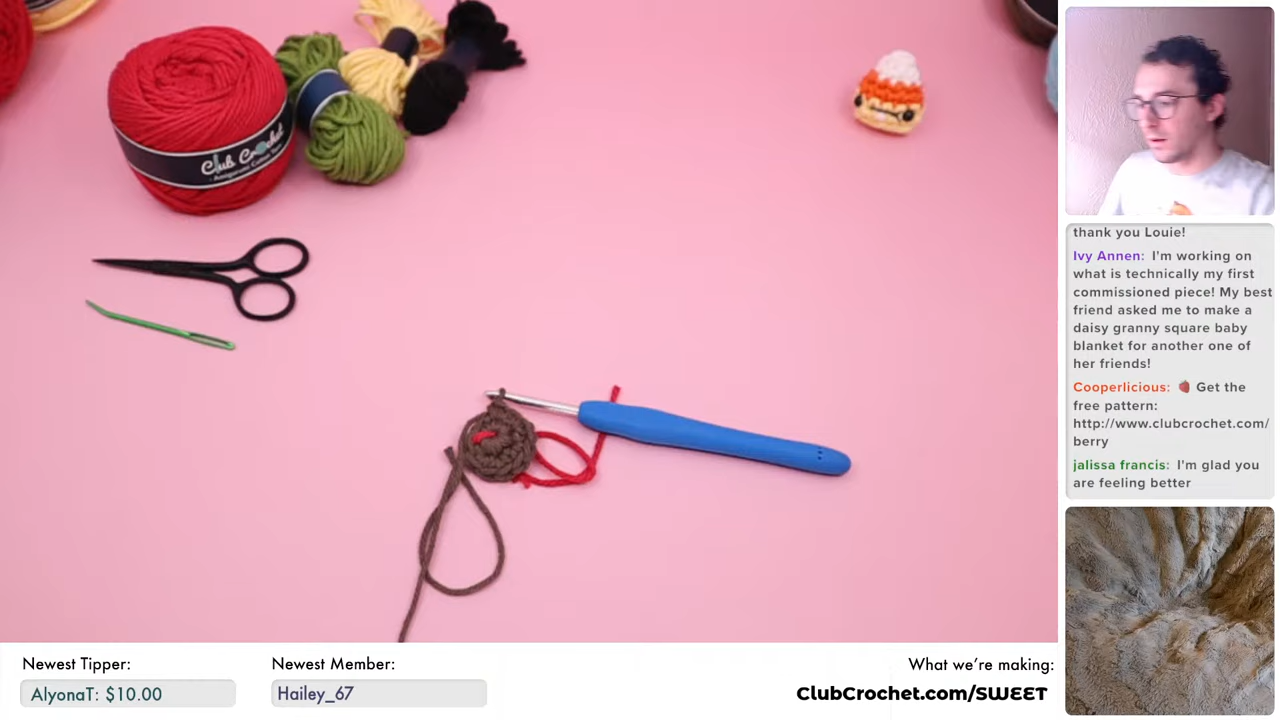 Club Crochet
- Amigurumi Cotton Yarn -
thank you Louie!
Ivy Annen: I'm working on
what is technically my first
commissioned piece! My best
friend asked me to make a
daisy granny square baby
blanket for another one of
her friends!
Cooperlicious: 🍓 Get the
free pattern:
http://www.clubcrochet.com/
berry
jalissa francis: I'm glad you
are feeling better
Newest Tipper:
AlyonaT: $10.00
Newest Member:
Hailey_67
What we're making:
ClubCrochet.com/SWEET